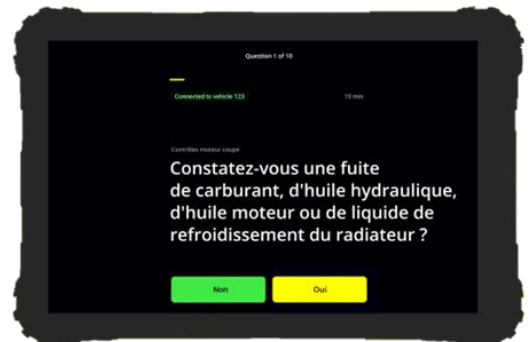 Question 1 of 10
Connected to vehicle 123
15 min
Contrôles moteur coupé
Constatez-vous une fuite
de carburant, d'huile hydraulique,
d'huile moteur ou de liquide de
refroidissement du radiateur ?
Non
Oui